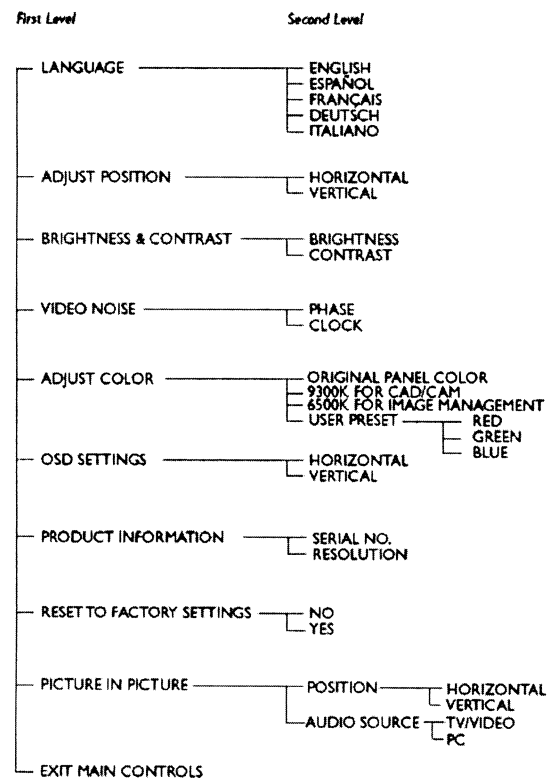 First Level Second Level
LANGUAGE ENGLISH
ESPAÑOL
FRANÇAIS
DEUTSCH
ITALIANO
ADJUST POSITION HORIZONTAL
VERTICAL
BRIGHTNESS & CONTRAST BRIGHTNESS
CONTRAST
VIDEO NOISE PHASE
CLOCK
ADJUST COLOR ORIGINAL PANEL COLOR
9300K FOR CAD/CAM
6500K FOR IMAGE MANAGEMENT
USER PRESET RED
GREEN
BLUE
OSD SETTINGS HORIZONTAL
VERTICAL
PRODUCT INFORMATION SERIAL NO.
RESOLUTION
RESET TO FACTORY SETTINGS NO
YES
PICTURE IN PICTURE POSITION HORIZONTAL
VERTICAL
AUDIO SOURCE TV/VIDEO
PC
EXIT MAIN CONTROLS